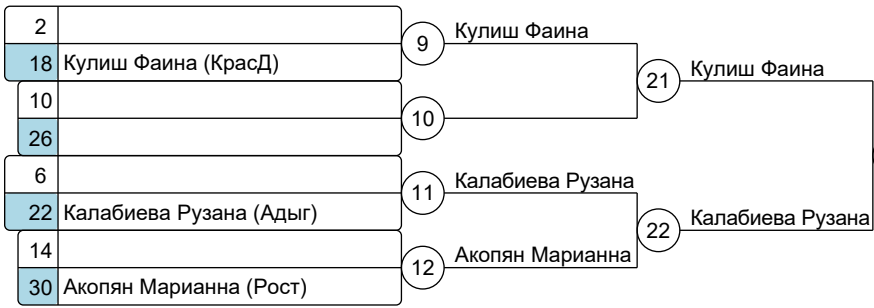 2
18 Кулиш Фаина (КрасД)
10
26
6
22 Калабиева Рузана (Адыг)
14
30 Акопян Марианна (Рост)
9 Кулиш Фаина
10
11 Калабиева Рузана
12 Акопян Марианна
21 Кулиш Фаина
22 Калабиева Рузана